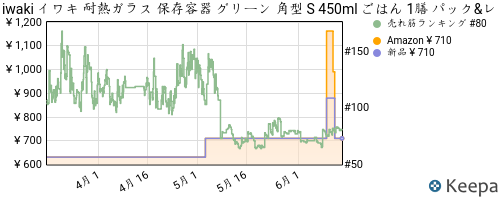 iwaki イワキ 耐熱ガラス 保存容器 グリーン 角型 S 450ml ごはん 1膳 パック&レ
売れ筋ランキング #80
Amazon ¥ 710
新品 ¥ 710
¥ 1,200
¥ 1,100
¥ 1,000
¥ 900
¥ 800
¥ 700
¥ 600
#150
#100
#50
4月 1
4月 16
5月 1
5月 16
6月 1
Keepa